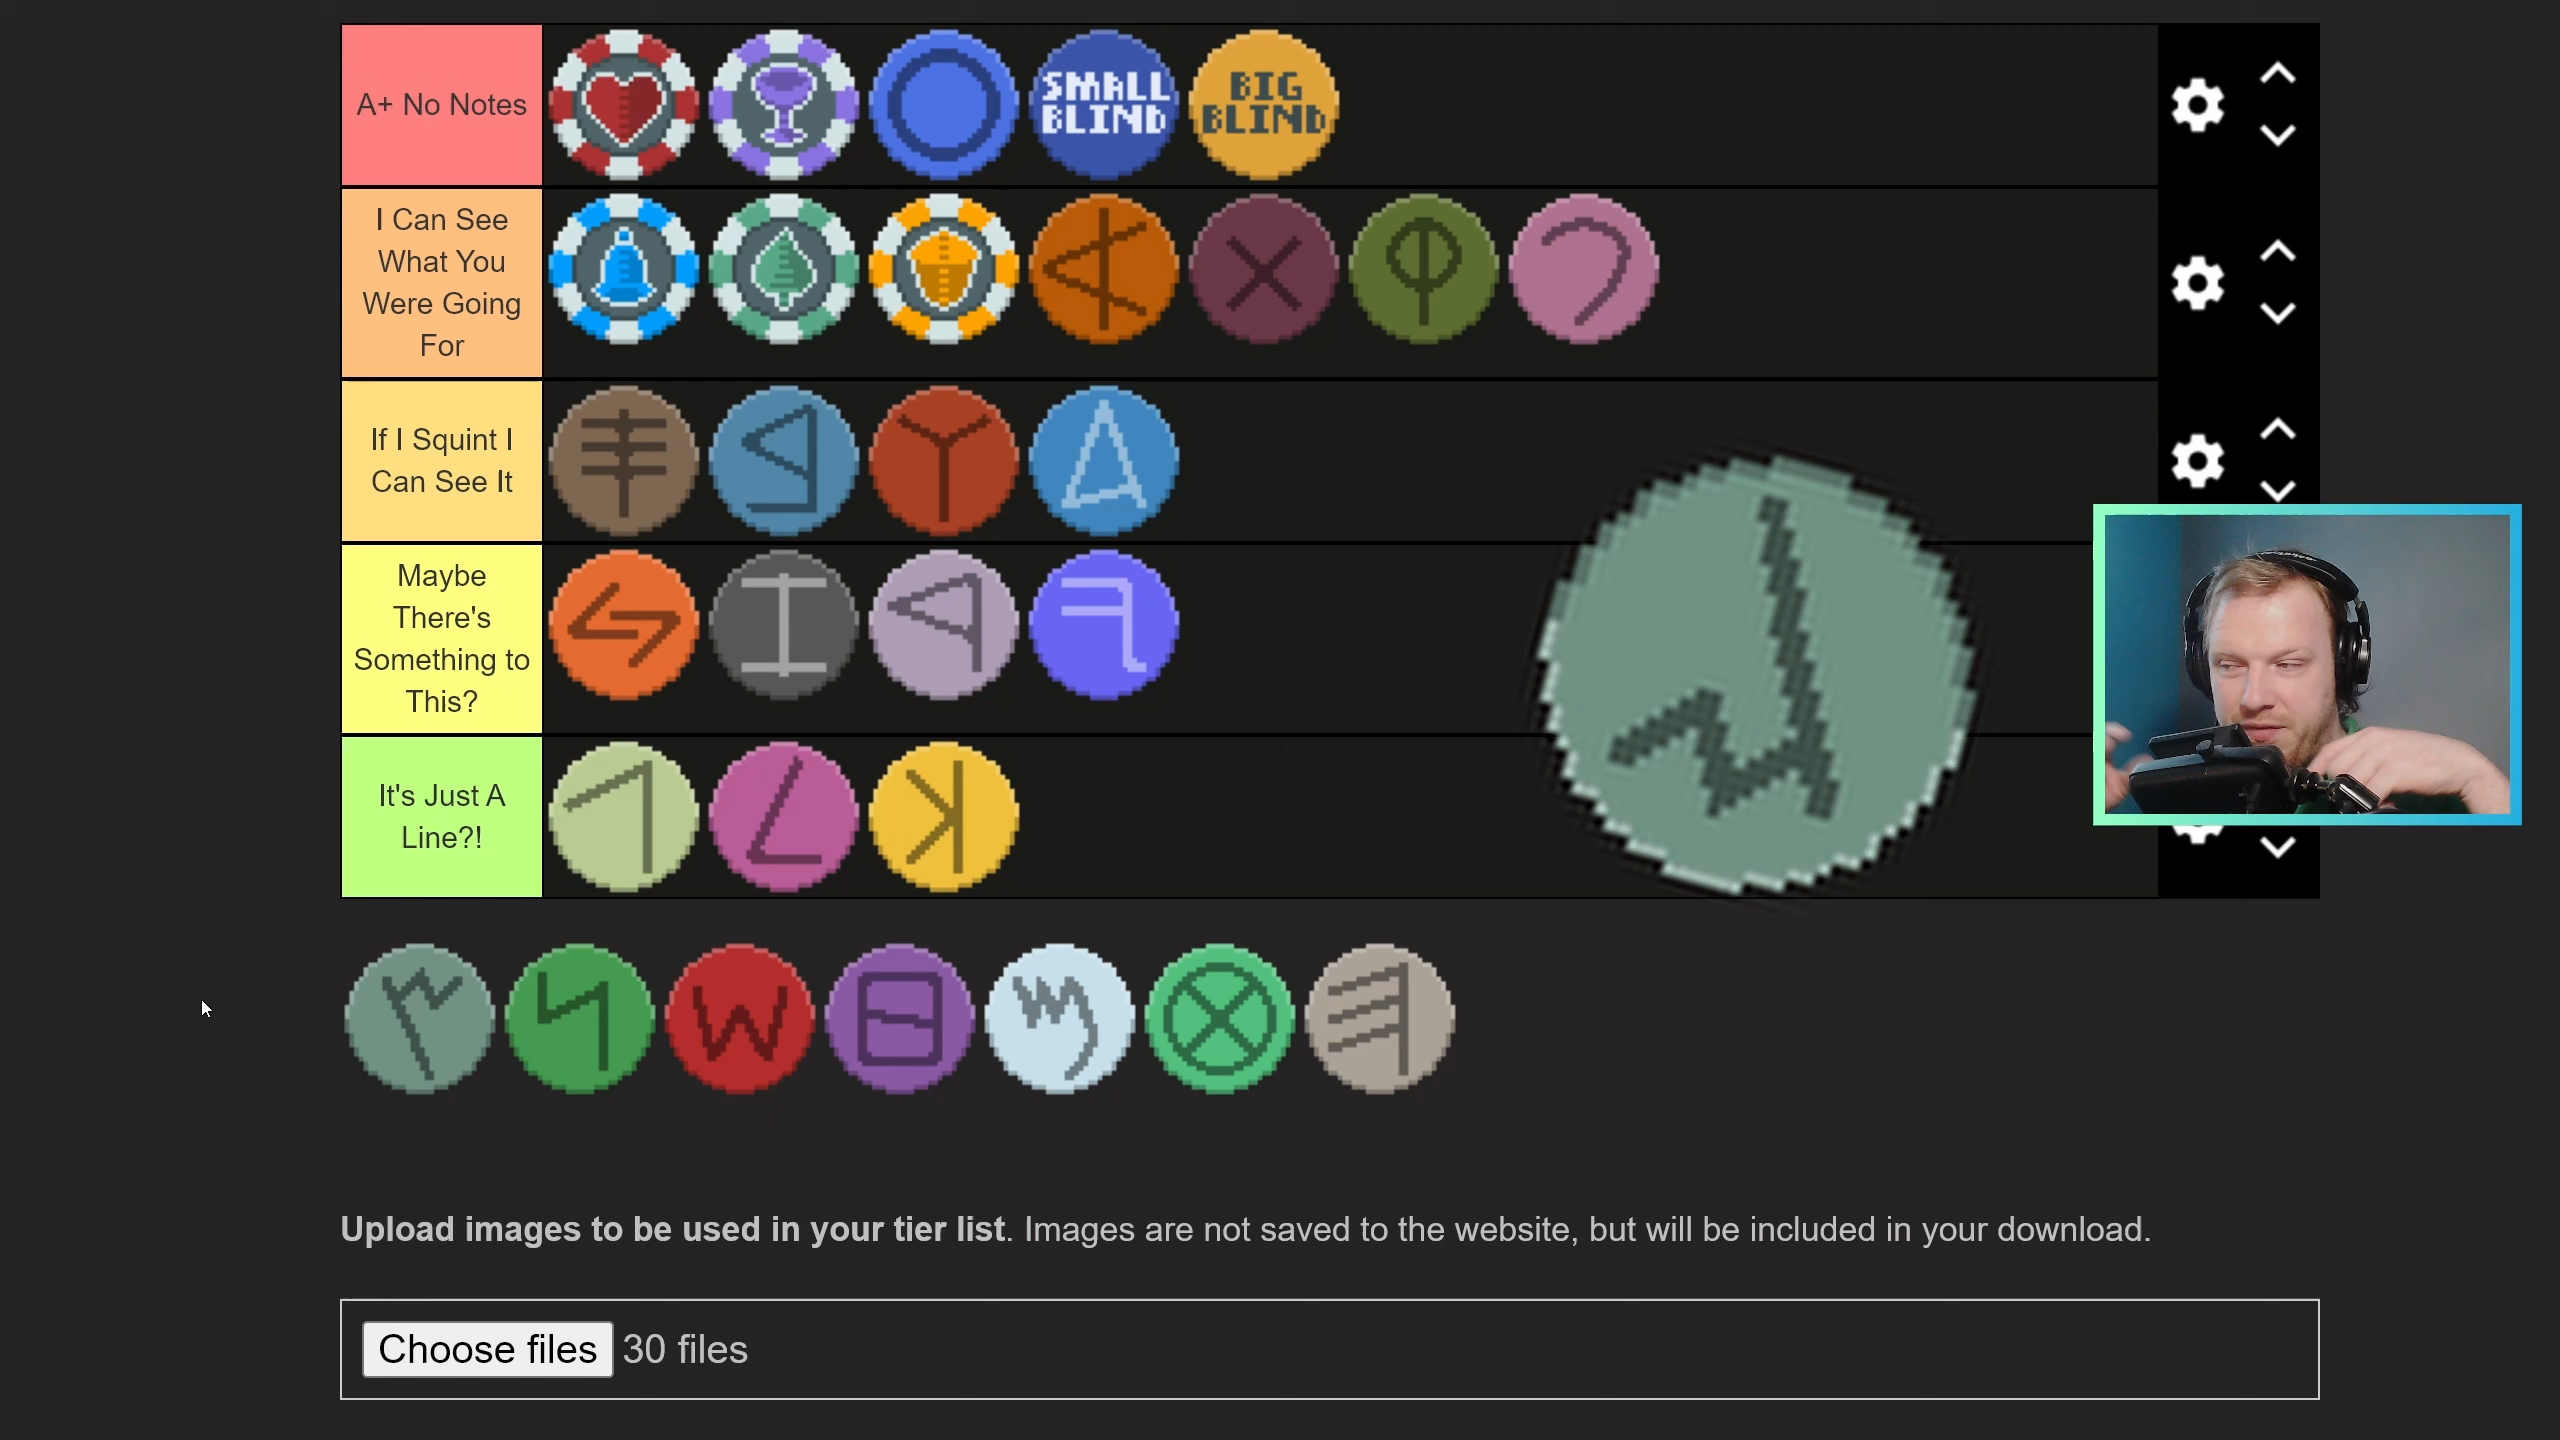 A+ No Notes
SMALL
BLIND
BIG
BLIND
I Can See
What You
Were Going
For
If I Squint I
Can See It
Maybe
There's
Something to
This?
It's Just A
Line?!
Upload images to be used in your tier list. Images are not saved to the website, but will be included in your download.
Choose files 30 files